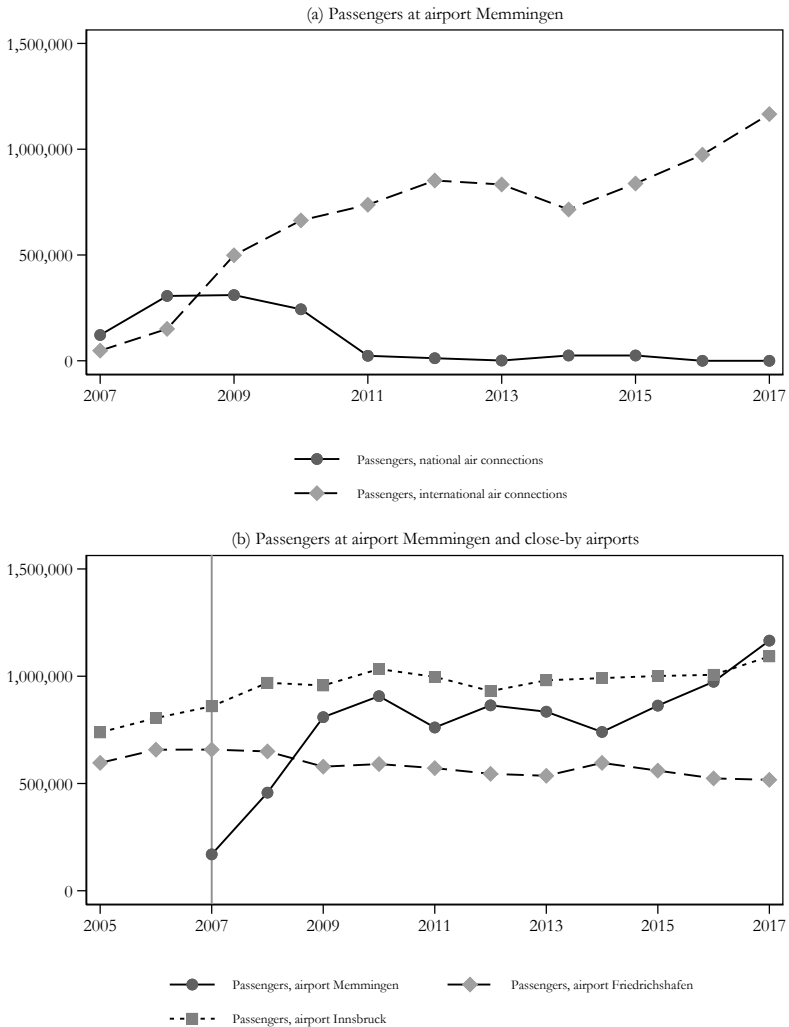 (a) Passengers at airport Memmingen
1,500,000
1,000,000
500,000
0
2007 2009 2011 2013 2015 2017
Passengers, national air connections
Passengers, international air connections
(b) Passengers at airport Memmingen and close-by airports
1,500,000
1,000,000
500,000
0
2005 2007 2009 2011 2013 2015 2017
Passengers, airport Memmingen Passengers, airport Friedrichshafen
Passengers, airport Innsbruck